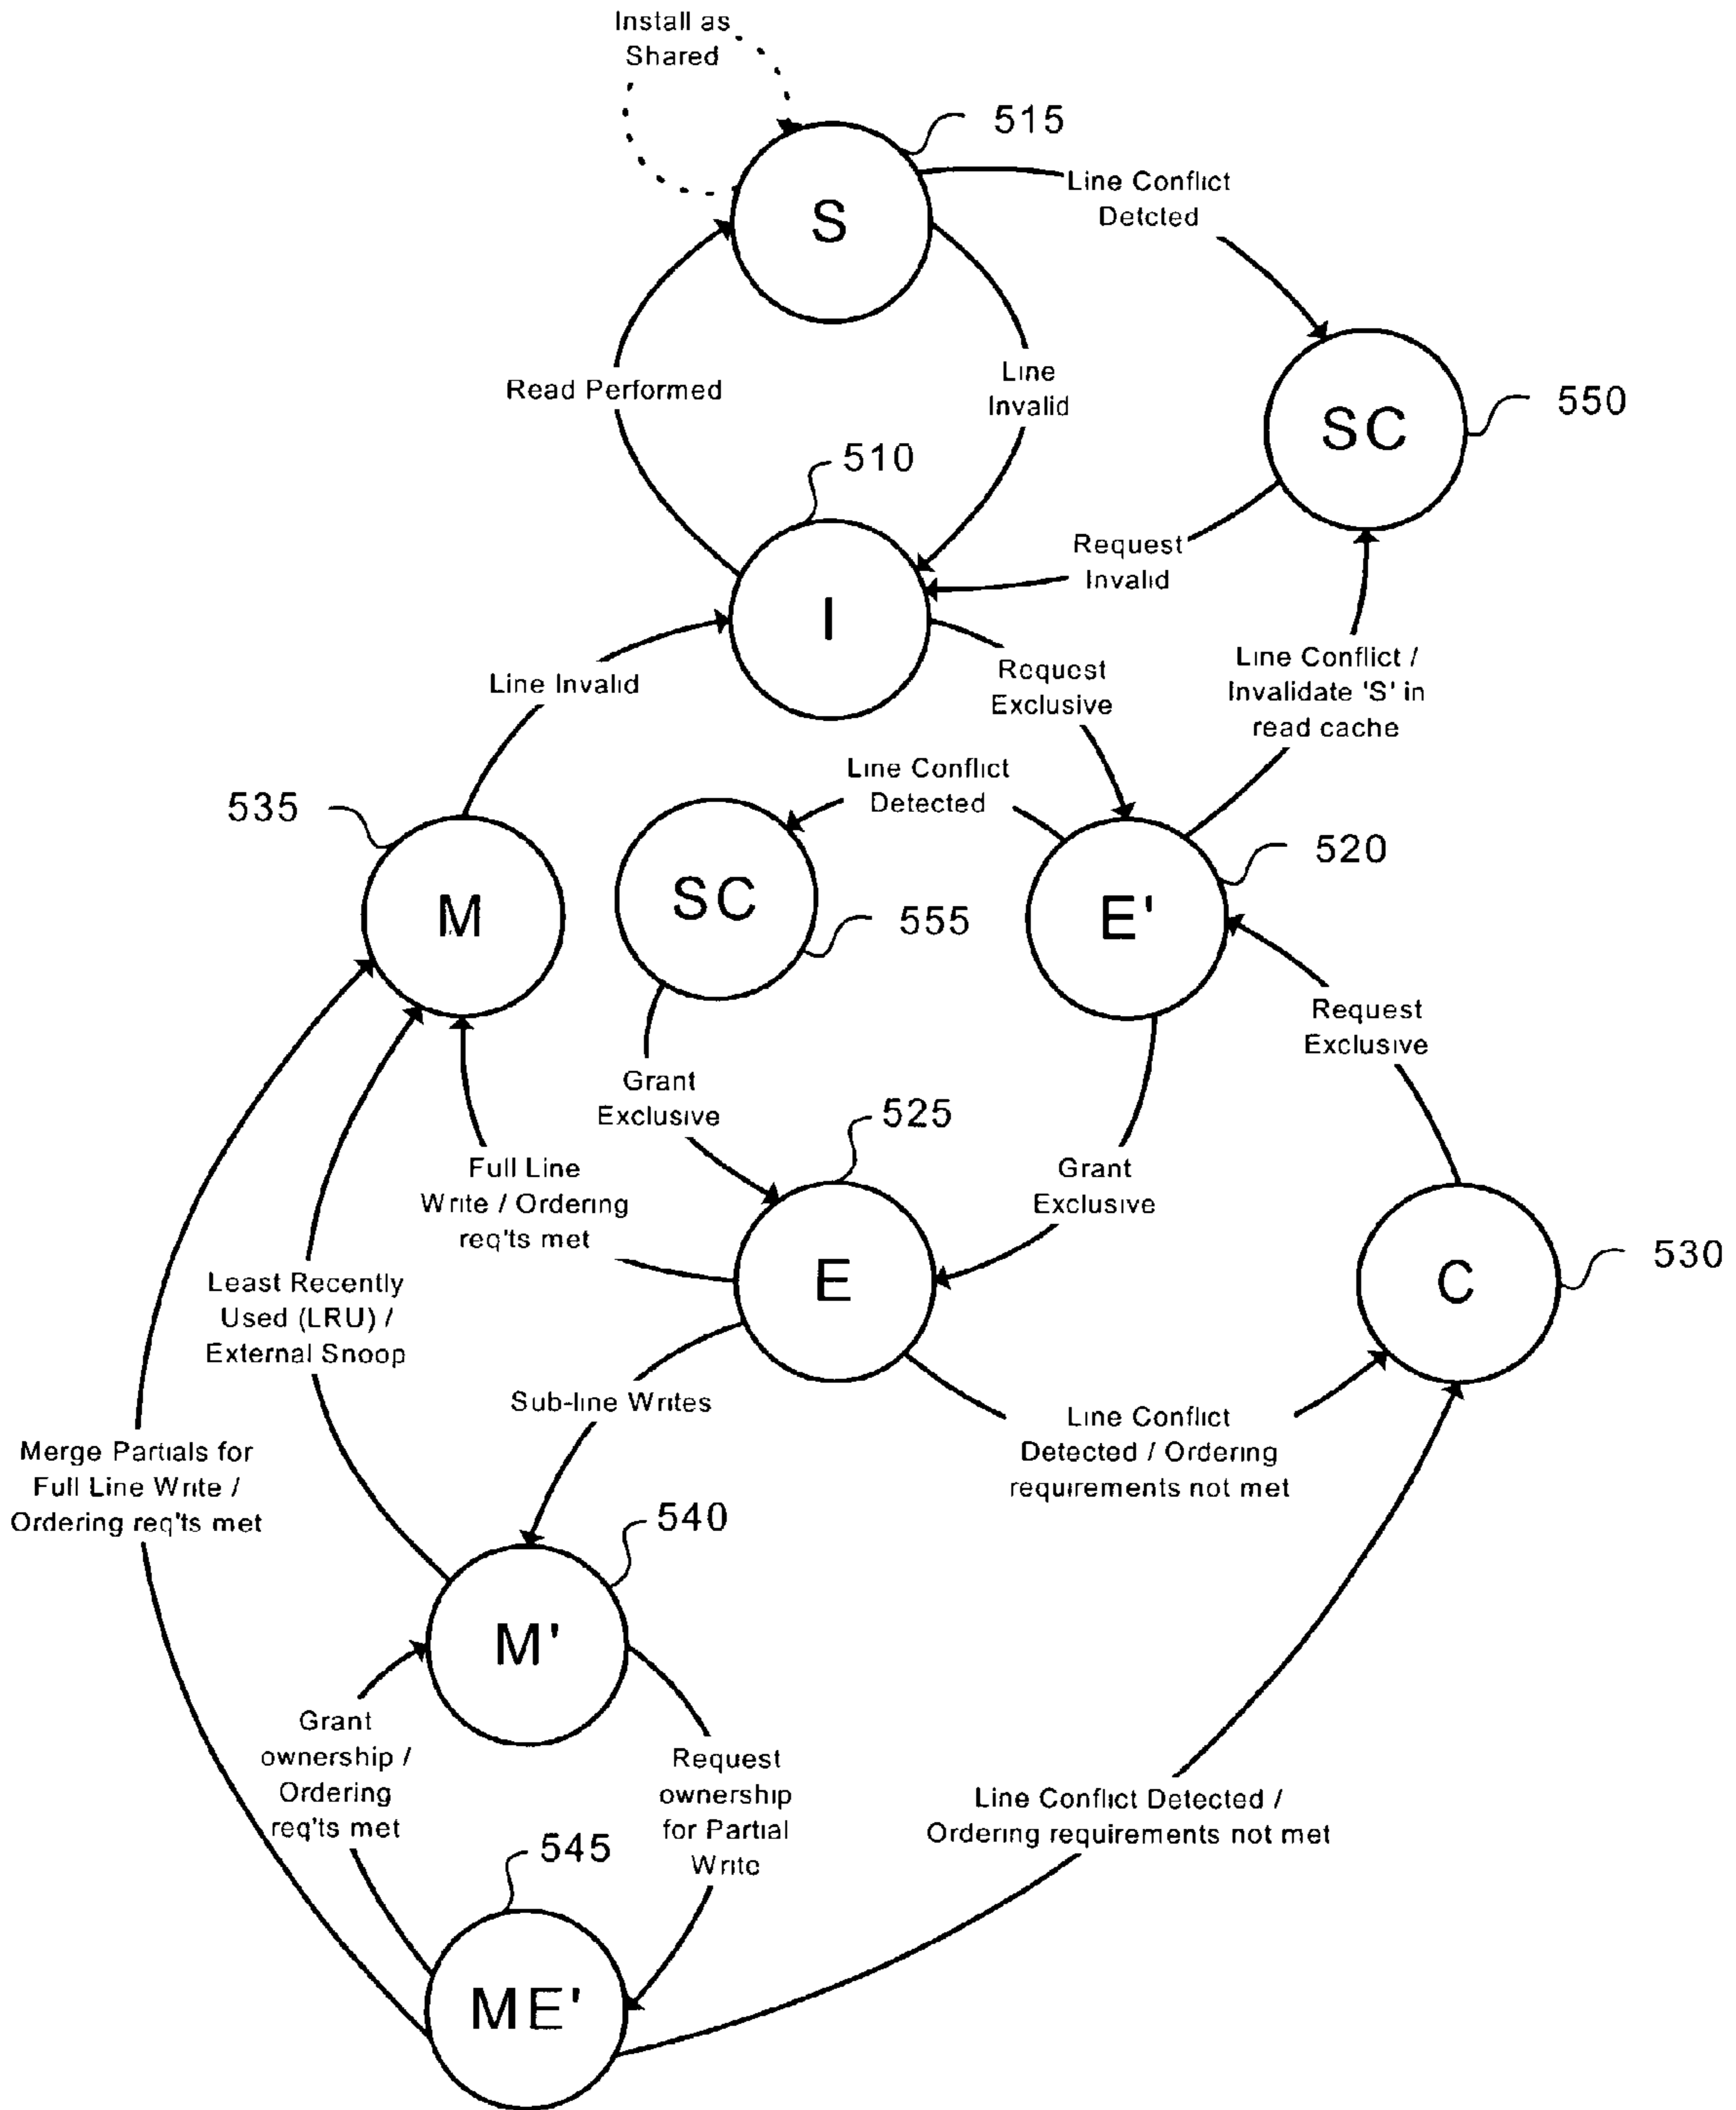 Install as
Shared
515
S
Line Conflict
Detcted
Read Performed
Line
Invalid
SC
550
510
I
Request
Invalid
Line Invalid
Request
Exclusive
Line Conflict /
Invalidate 'S' in
read cache
Line Conflict
Detected
535
M
SC
555
E'
520
Request
Exclusive
Grant
Exclusive
525
Full Line
Write / Ordering
req'ts met
Grant
Exclusive
E
C
530
Least Recently
Used (LRU) /
External Snoop
Sub-line Writes
Line Conflict
Detected / Ordering
requirements not met
Merge Partials for
Full Line Write /
Ordering req'ts met
540
M'
Grant
ownership /
Ordering
req'ts met
Request
ownership
for Partial
Write
Line Conflict Detected /
Ordering requirements not met
545
ME'